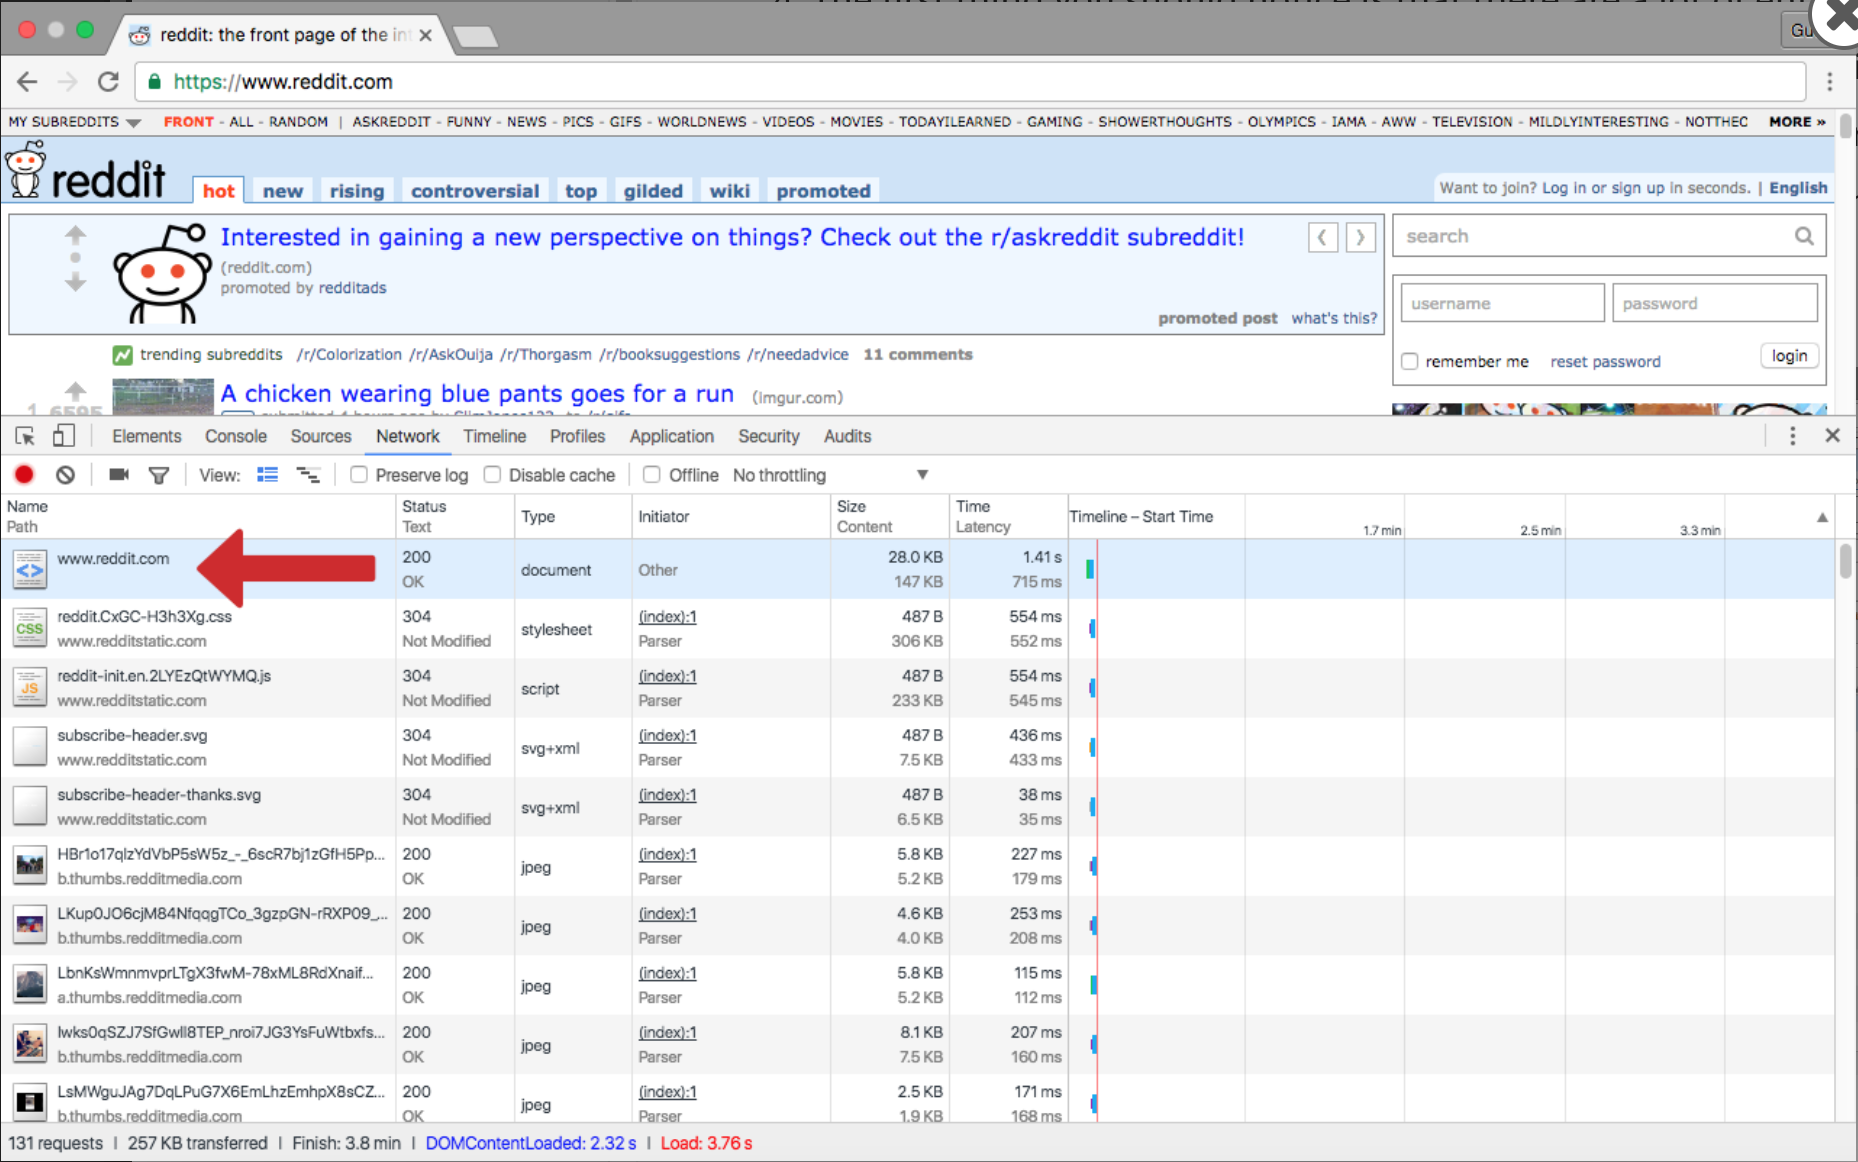 reddit: the front page of the in
Gu
https://www.reddit.com
MY SUBREDDITS FRONT - ALL - RANDOM | ASKREDDIT - FUNNY - NEWS - PICS - GIFS - WORLDNEWS - VIDEOS - MOVIES - TODAYILEARNED - GAMING - SHOWERTHOUGHTS - OLYMPICS - IAMA - AWW - TELEVISION - MILDLYINTERESTING - NOTTHEO MORE »
reddit hot new rising controversial top gilded wiki promoted
Want to join? Log in or sign up in seconds. | English
Interested in gaining a new perspective on things? Check out the r/askreddit subreddit!
(reddit.com)
promoted by redditads
promoted post what's this?
search
username password
remember me reset password login
trending subreddits /r/Colorization /r/AskOuija /r/Thorgasm /r/booksuggestions /r/needadvice 11 comments
A chicken wearing blue pants goes for a run (imgur.com)
Elements Console Sources Network Timeline Profiles Application Security Audits
View: Preserve log Disable cache Offline No throttling
Name Status Type Initiator Size Time Timeline – Start Time
Path Text Content Latency 1.7 min 2.5 min 3.3 min
www.reddit.com 200 document Other 28.0 KB 1.41 s
OK 147 KB 715 ms
reddit.CxGC-H3h3Xg.css 304 stylesheet (index):1 487 B 554 ms
CSS www.redditstatic.com Not Modified Parser 306 KB 552 ms
reddit-init.en.2LYEzQtWYMQ.js 304 script (index):1 487 B 554 ms
JS www.redditstatic.com Not Modified Parser 233 KB 545 ms
subscribe-header.svg 304 svg+xml (index):1 487 B 436 ms
www.redditstatic.com Not Modified Parser 7.5 KB 433 ms
subscribe-header-thanks.svg 304 svg+xml (index):1 487 B 38 ms
www.redditstatic.com Not Modified Parser 6.5 KB 35 ms
HBr1o17qIzYdVbP5sW5z_-_6scR7bj1zGfH5Pp... 200 jpeg (index):1 5.8 KB 227 ms
b.thumbs.redditmedia.com OK Parser 5.2 KB 179 ms
LKup0JO6cjM84NfqqgTCo_3gzpGN-rRXP09_... 200 jpeg (index):1 4.6 KB 253 ms
b.thumbs.redditmedia.com OK Parser 4.0 KB 208 ms
LbnKsWmnmvprLTgX3fwM-78xML8RdXnaif... 200 jpeg (index):1 5.8 KB 115 ms
a.thumbs.redditmedia.com OK Parser 5.2 KB 112 ms
Iwks0qSZJ7SfGwll8TEP_nroi7JG3YsFuWtbxfs... 200 jpeg (index):1 8.1 KB 207 ms
b.thumbs.redditmedia.com OK Parser 7.5 KB 160 ms
LsMWguJAg7DqLPuG7X6EmLhzEmhpX8sCZ... 200 jpeg (index):1 2.5 KB 171 ms
b.thumbs.redditmedia.com OK Parser 1.9 KB 168 ms
131 requests | 257 KB transferred | Finish: 3.8 min | DOMContentLoaded: 2.32 s | Load: 3.76 s